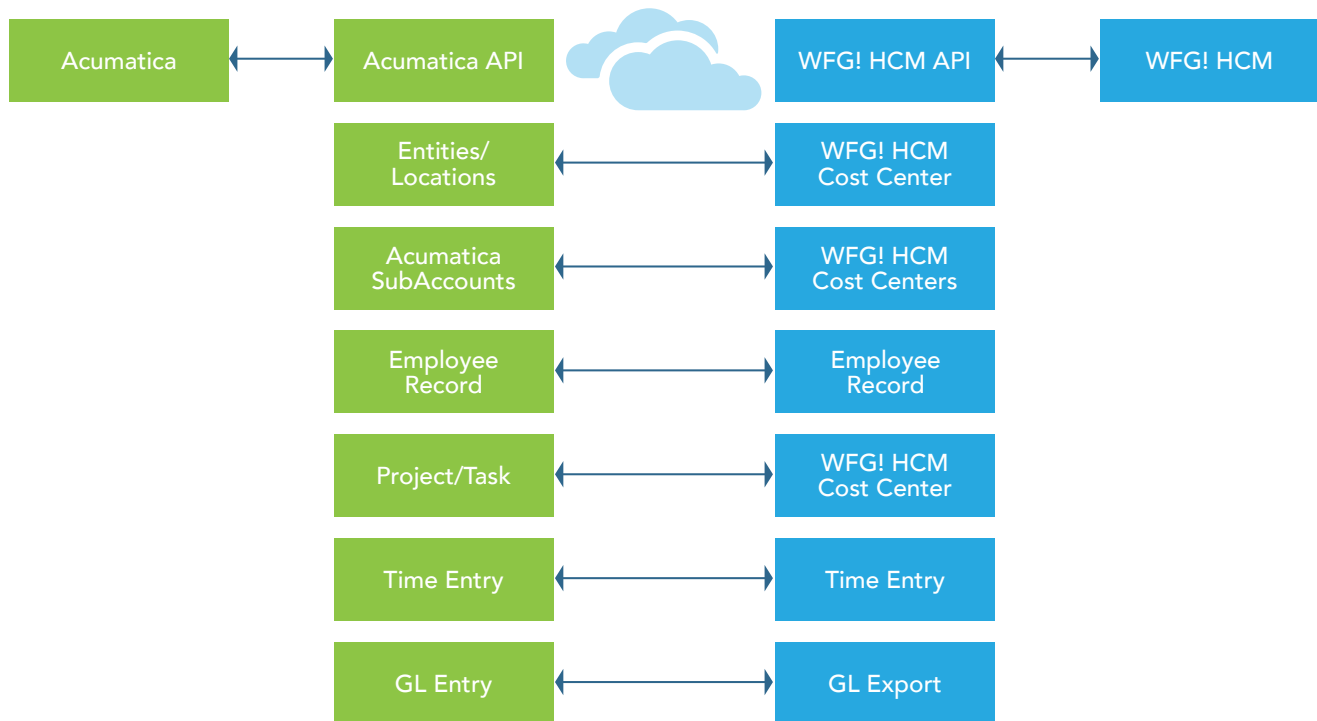 Acumatica
Acumatica API
WFG! HCM API
WFG! HCM
Entities/
Locations
WFG! HCM
Cost Center
Acumatica
SubAccounts
WFG! HCM
Cost Centers
Employee
Record
Employee
Record
Project/Task
WFG! HCM
Cost Center
Time Entry
Time Entry
GL Entry
GL Export